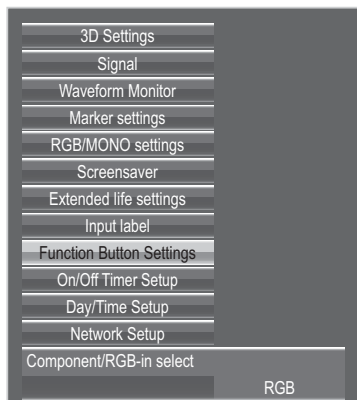 3D Settings
Signal
Waveform Monitor
Marker settings
RGB/MONO settings
Screensaver
Extended life settings
Input label
Function Button Settings
On/Off Timer Setup
Day/Time Setup
Network Setup
Component/RGB-in select
RGB